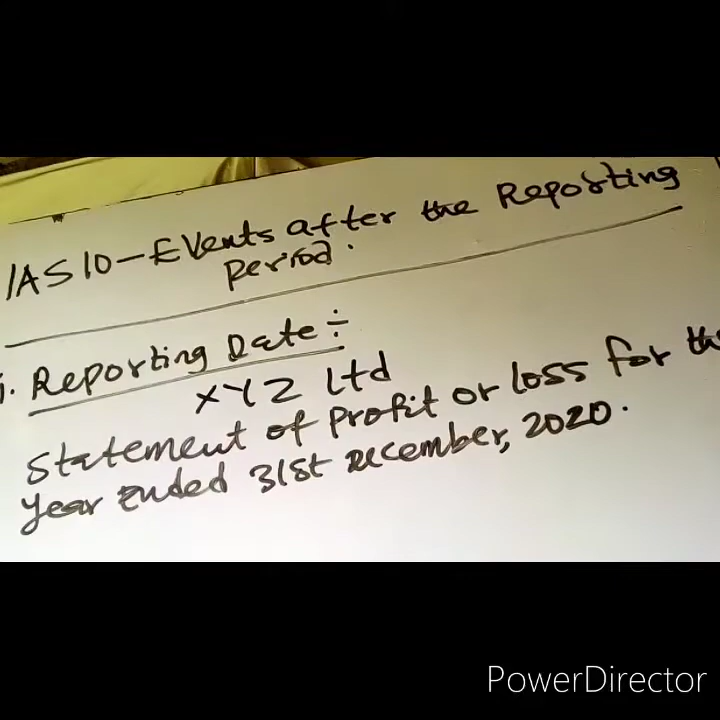 IAS 10 – Events after the Reporting
Period.
i. Reporting Date÷
XYZ Ltd
Statement of Profit or loss for the
Year Ended 31st December, 2020.
PowerDirector